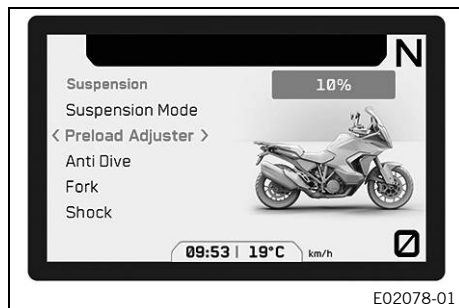 N
Suspension
10%
Suspension Mode
< Preload Adjuster >
Anti Dive
Fork
Shock
09:53 | 19°C km/h
0
E02078-01